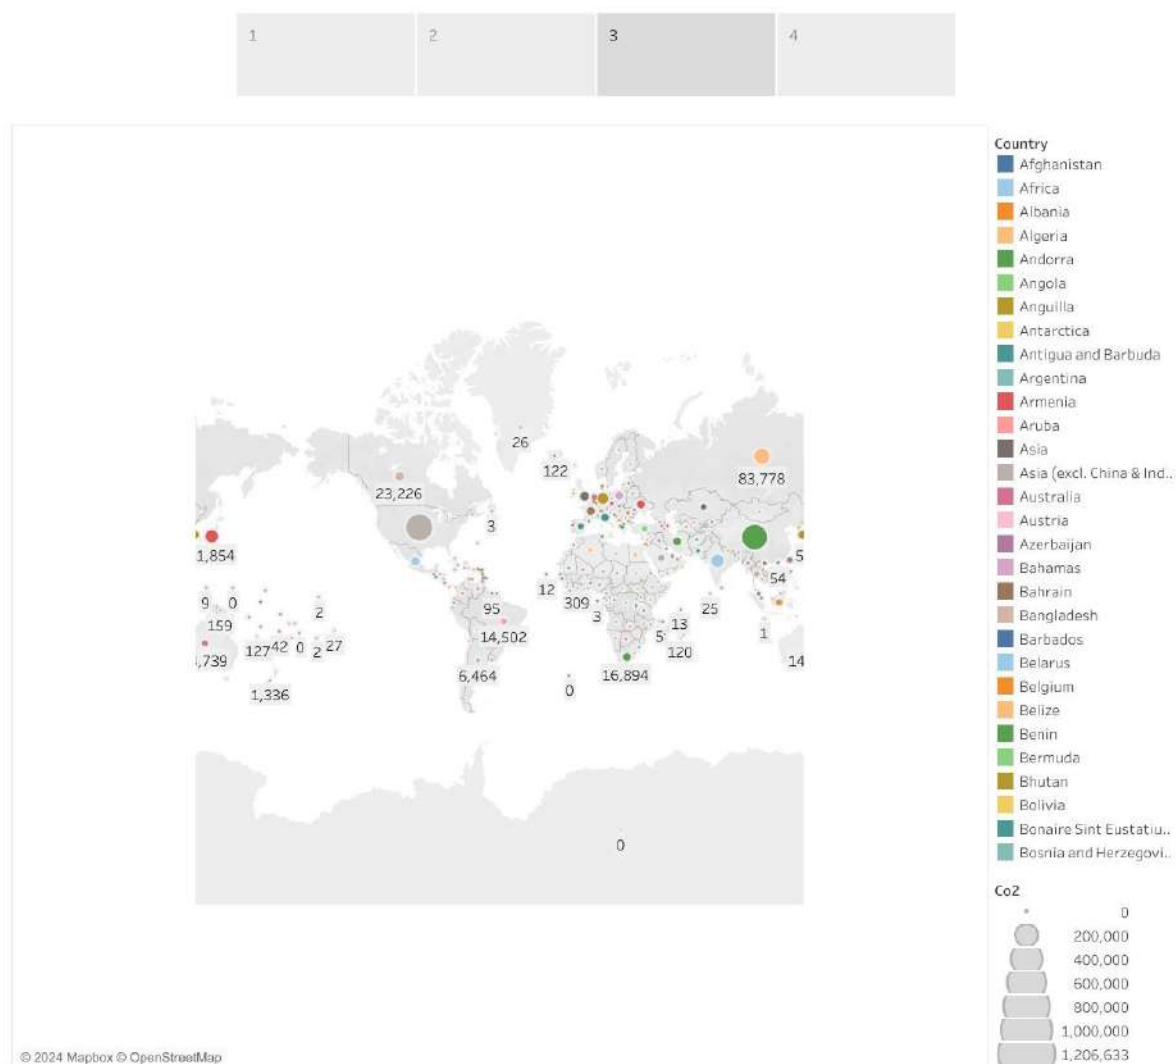 1 2 3 4
Country
Afghanistan
Africa
Albania
Algeria
Andorra
Angola
Anguilla
Antarctica
Antigua and Barbuda
Argentina
Armenia
Aruba
Asia
Asia (excl. China & Ind..
Australia
Austria
Azerbaijan
Bahamas
Bahrain
Bangladesh
Barbados
Belarus
Belgium
Belize
Benin
Bermuda
Bhutan
Bolivia
Bonaire Sint Eustatiu..
Bosnia and Herzegovi..
Co2
0
200,000
400,000
600,000
800,000
1,000,000
1,206,633
26
122
83,778
23,226
3
1,854
5
54
12
309
3
95
9 0
2
159
13
25
5
1
14,502
127 42 0 2 27
120
,739
14
6,464
16,894
1,336
0
0
© 2024 Mapbox © OpenStreetMap